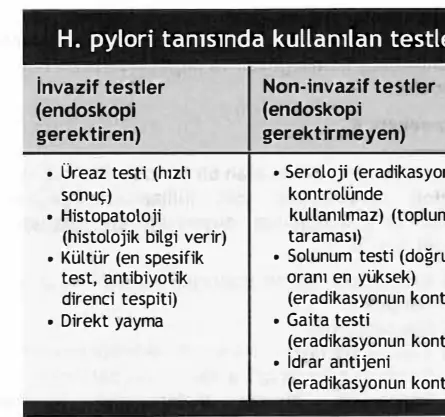 H. pylori tanısında kullanılan testle
İnvazif testler
(endoskopi
gerektiren)
• Üreaz testi (hızlı
sonuç)
• Histopatoloji
(histolojik bilgi verir)
• Kültür (en spesifik
test, antibiyotik
direnci tespiti)
• Direkt yayma
Non-invazif testler
(endoskopi
gerektirmeyen)
• Seroloji (eradikasyon
kontrolünde
kullanılmaz) (toplum
taraması)
• Solunum testi (doğru
oranı en yüksek)
(eradikasyonun kont
• Gaita testi
(eradikasyonun kont
• İdrar antijeni
(eradikasyonun kont